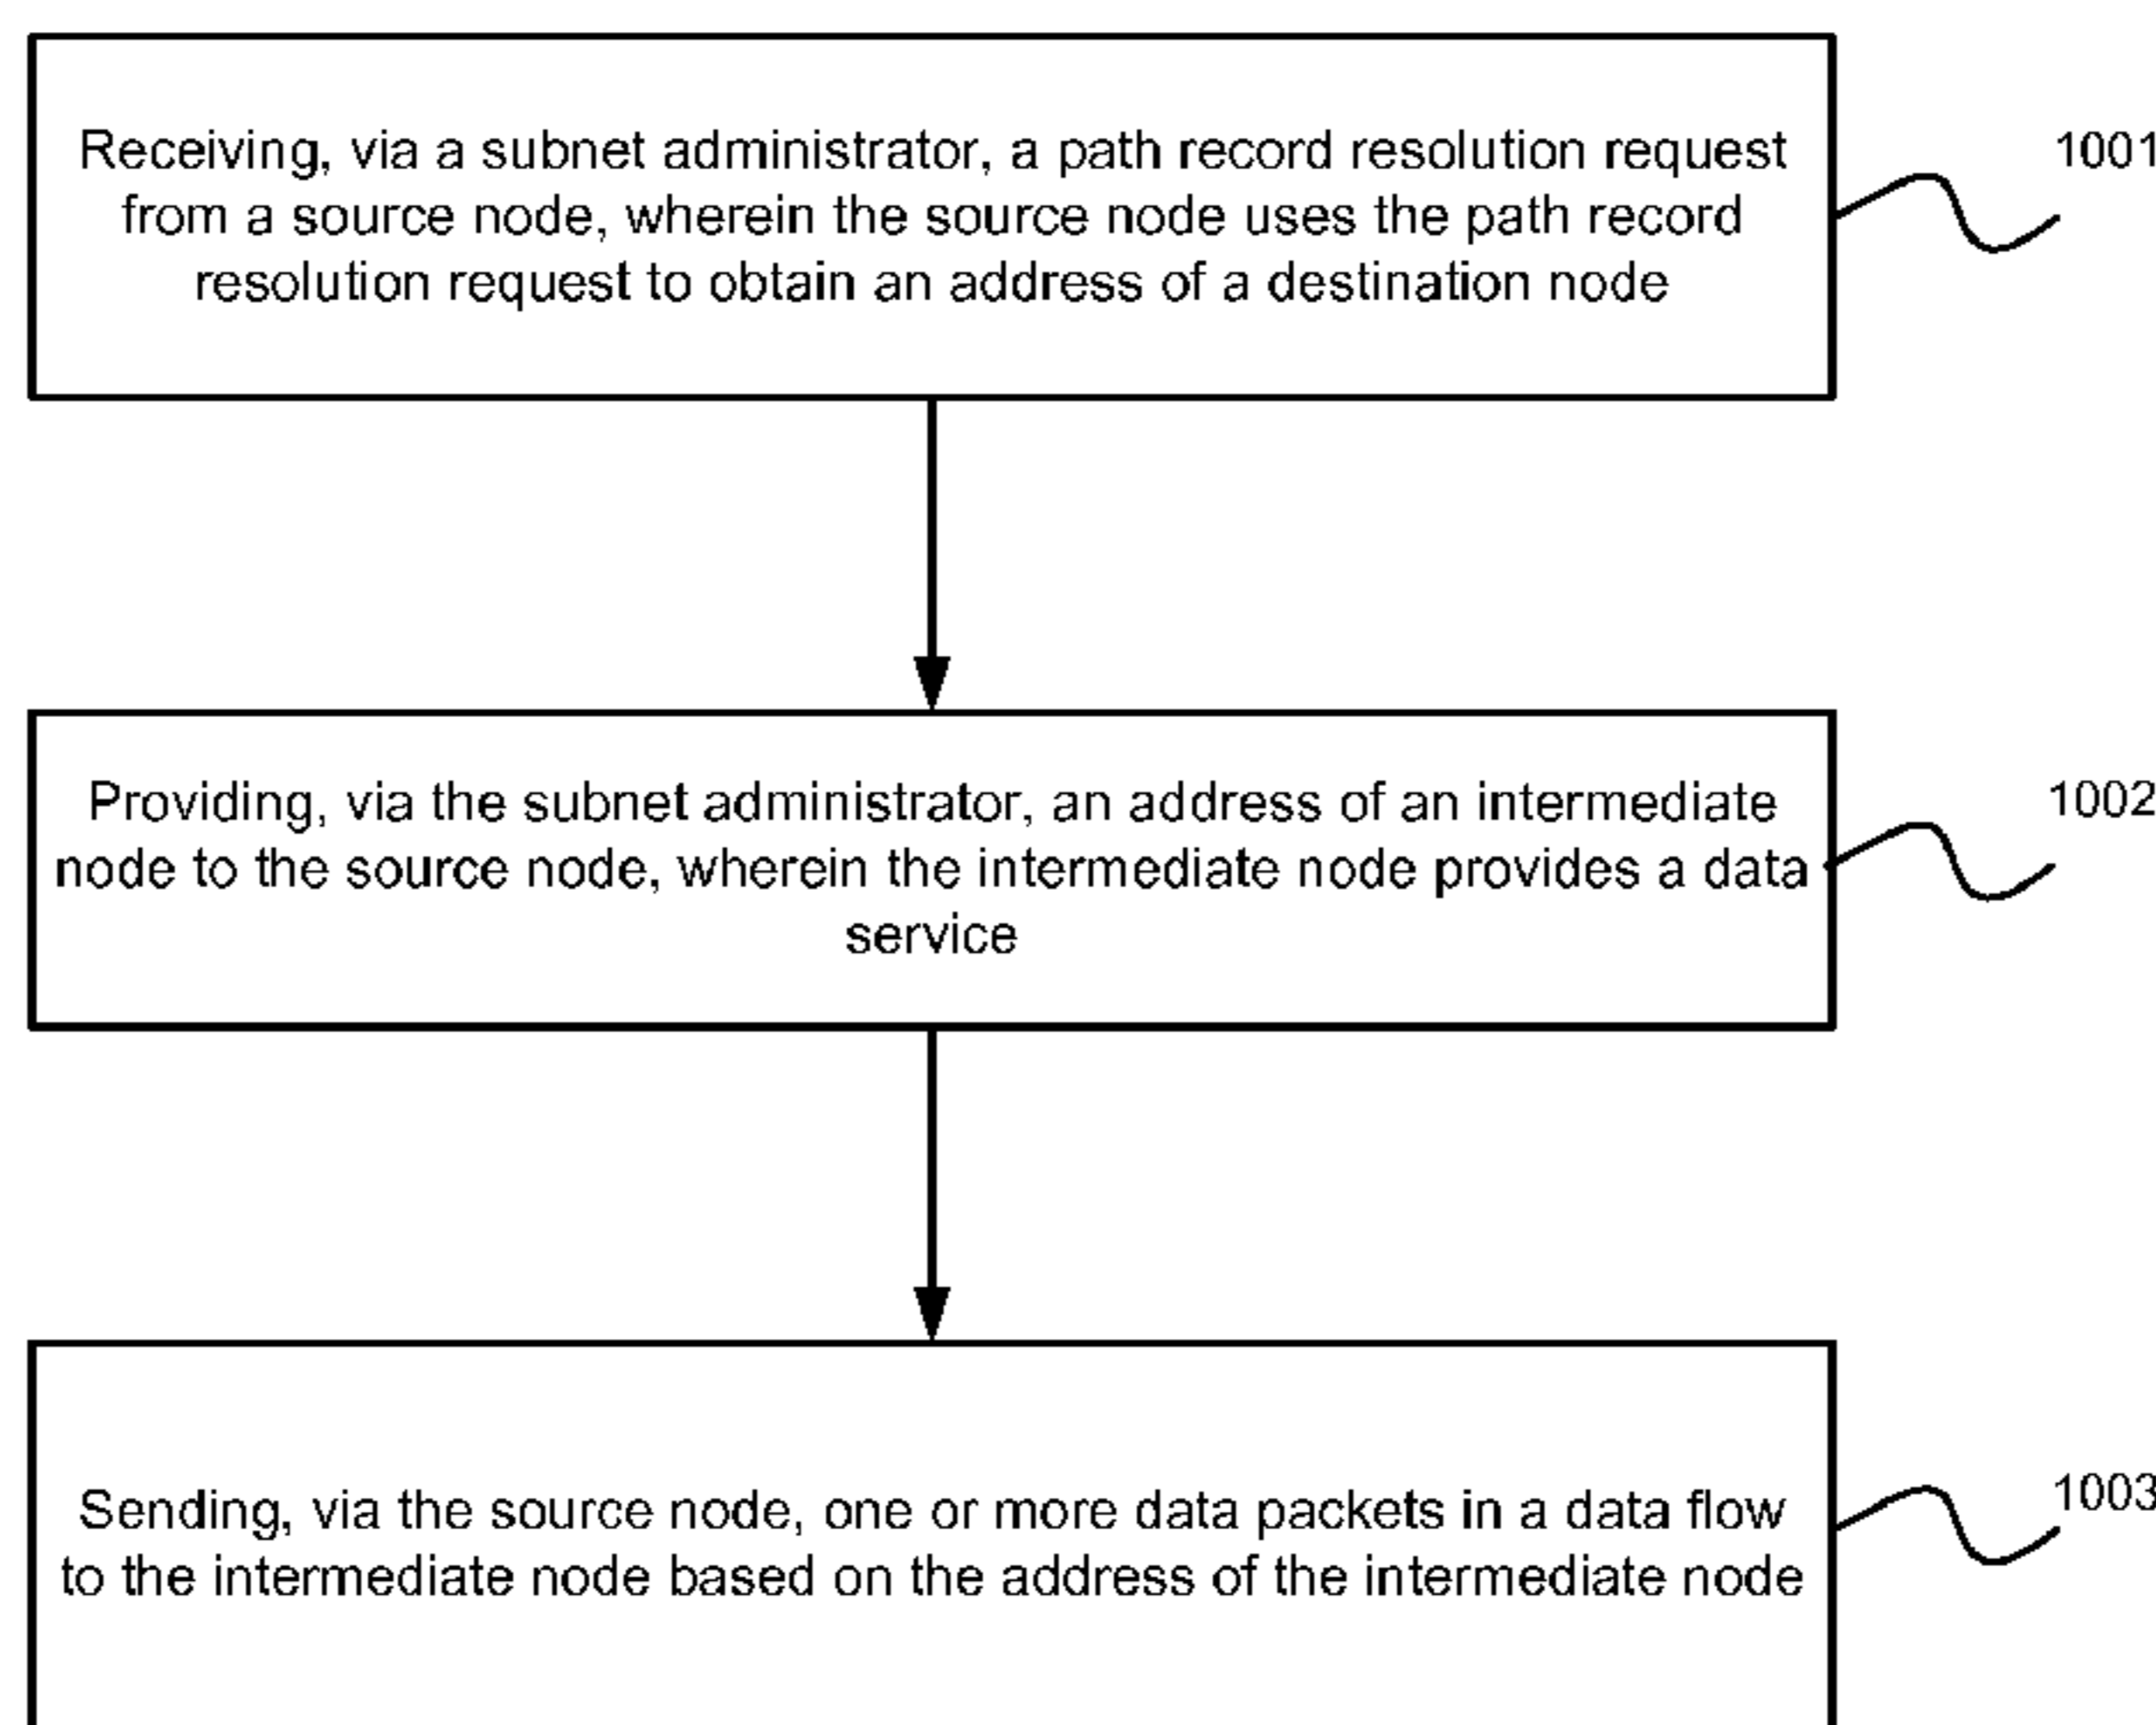 Receiving, via a subnet administrator, a path record resolution request
from a source node, wherein the source node uses the path record
resolution request to obtain an address of a destination node
1001
Providing, via the subnet administrator, an address of an intermediate
node to the source node, wherein the intermediate node provides a data
service
1002
Sending, via the source node, one or more data packets in a data flow
to the intermediate node based on the address of the intermediate node
1003